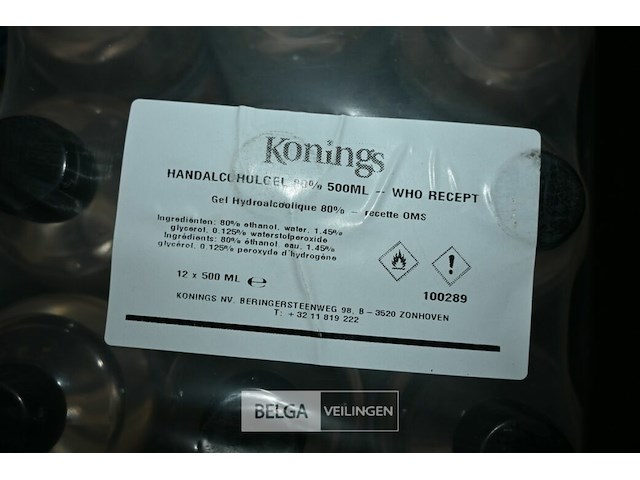 Konings
HANDALCOHOLGEL 80% 500ML -- WHO RECEPT
Gel Hydroalcoolique 80% - recette OMS
Ingrediënten: 80% ethanol, water, 1.45%
glycerol, 0.125% waterstofperoxide
Ingrédients: 80% éthanol, eau, 1.45%
glycérol, 0.125% peroxyde d'hydrogène
12 x 500 ML ℮
100289
KONINGS NV. BERINGERSTEENWEG 98, B - 3520 ZONHOVEN
T: +32 11 819 222
BELGA VEILINGEN